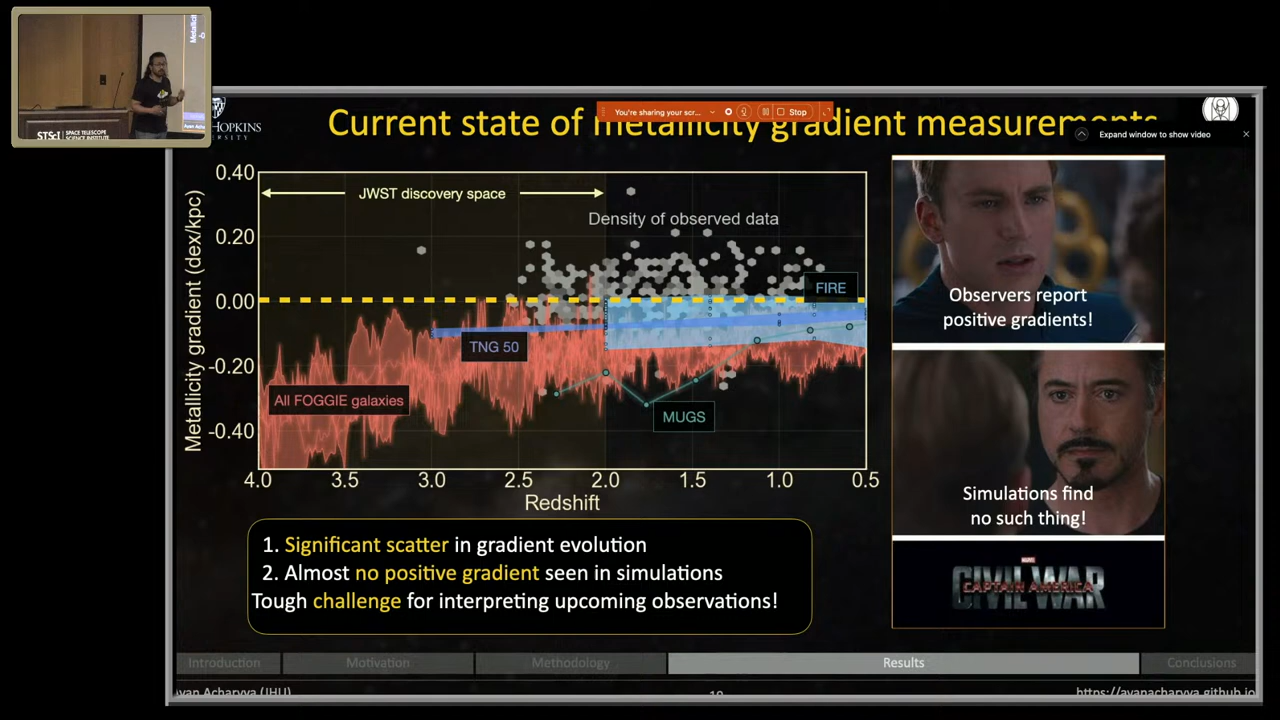 STScI SPACE TELESCOPE
SCIENCE INSTITUTE
Current state of metallicity gradient measurements
You're sharing your scr...
Stop
Expand window to show video
0.40
0.20
0.00
-0.20
-0.40
Metallicity gradient (dex/kpc)
JWST discovery space
Density of observed data
FIRE
TNG 50
All FOGGIE galaxies
MUGS
4.0 3.5 3.0 2.5 2.0 1.5 1.0 0.5
Redshift
Observers report
positive gradients!
Simulations find
no such thing!
MARVEL
CAPTAIN AMERICA
CIVIL WAR
1. Significant scatter in gradient evolution
2. Almost no positive gradient seen in simulations
Tough challenge for interpreting upcoming observations!
Introduction Motivation Methodology Results Conclusions
Ayan Acharyya (JHU) https://ayanacharyya.github.io